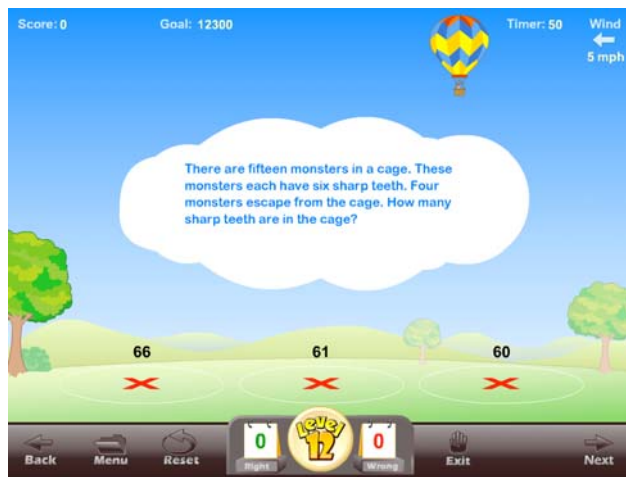 Score: 0 Goal: 12300 Timer: 50 Wind
5 mph
There are fifteen monsters in a cage. These
monsters each have six sharp teeth. Four
monsters escape from the cage. How many
sharp teeth are in the cage?
66 61 60
Level
12
0 0
Right Wrong
Back Menu Reset Exit Next